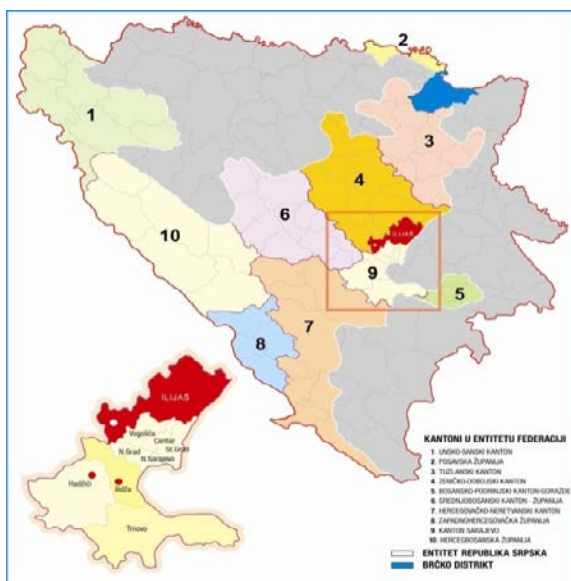 2
1
3
4
6
10
ILIJAŠ
9
5
7
8
ILIJAŠ
Vogošća
Centar
St.Grad
N.Grad
N.Sarajevo
Hadžići
Ilidža
Trnovo
KANTONI U ENTITETU FEDERACIJI
1. UNSKO-SANSKI KANTON
2. POSAVSKA ŽUPANIJA
3. TUZLANSKI KANTON
4. ZENIČKO-DOBOJSKI KANTON
5. BOSANSKO-PODRINJSKI KANTON-GORAŽDE
6. SREDNJOBOSANSKI KANTON - ŽUPANIJA
7. HERCEGOVAČKO-NERETVANSKI KANTON
8. ZAPADNOHERCEGOVAČKA ŽUPANIJA
9. KANTON SARAJEVO
10. HERCEGBOSANSKA ŽUPANIJA
ENTITET REPUBLIKA SRPSKA
BRČKO DISTRIKT